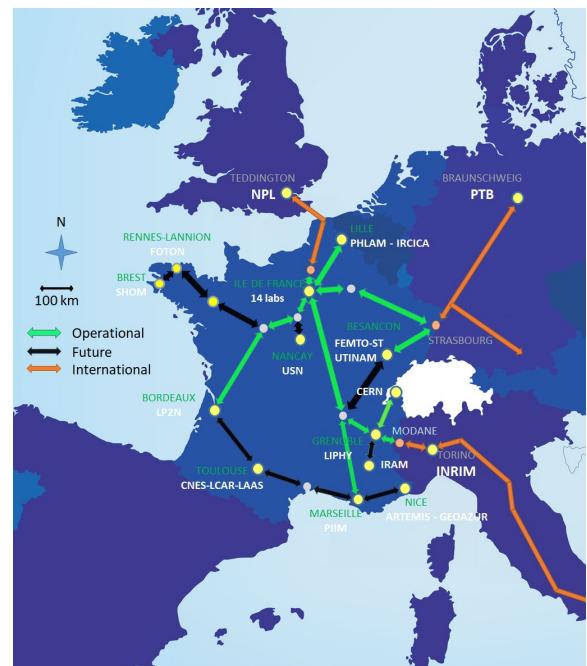 TEDDINGTON
NPL
BRAUNSCHWEIG
PTB
N
RENNES-LANNION
FOTON
LILLE
PHLAM - IRCICA
BREST
SHOM
ILE DE FRANCE
14 labs
100 km
Operational
Future
International
BESANCON
FEMTO-ST
UTINAM
STRASBOURG
NANCAY
USN
CERN
BORDEAUX
LP2N
GRENOBLE
LIPHY
MODANE
TORINO
INRIM
IRAM
TOULOUSE
CNES-LCAR-LAAS
MARSEILLE
PIIM
NICE
ARTEMIS - GEOAZUR